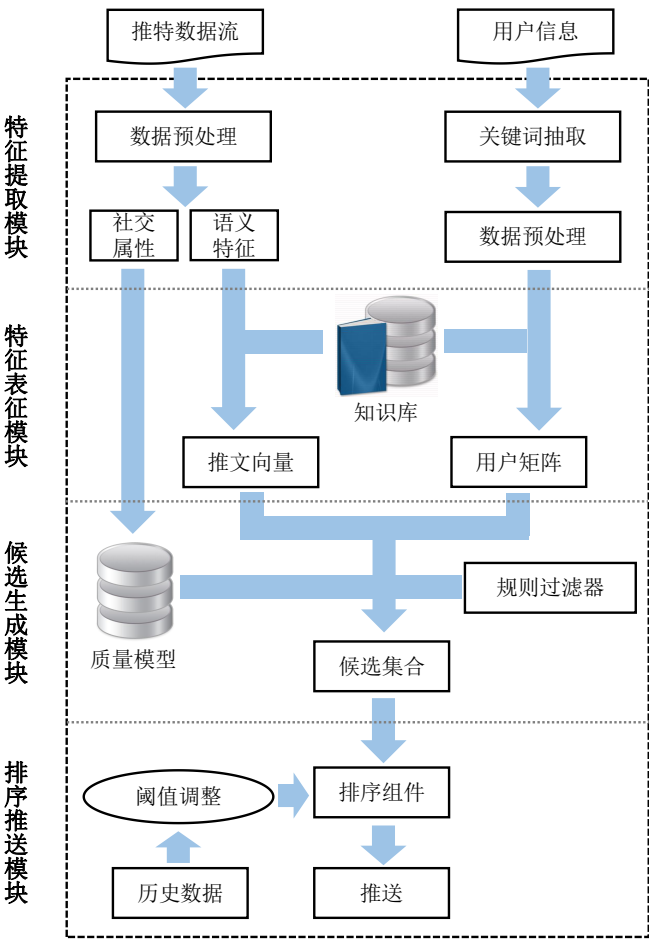 推特数据流
用户信息
特征提取模块
数据预处理
关键词抽取
社交
属性
语义
特征
数据预处理
特征表征模块
知识库
推文向量
用户矩阵
候选生成模块
规则过滤器
质量模型
候选集合
排序推送模块
阈值调整
排序组件
历史数据
推送